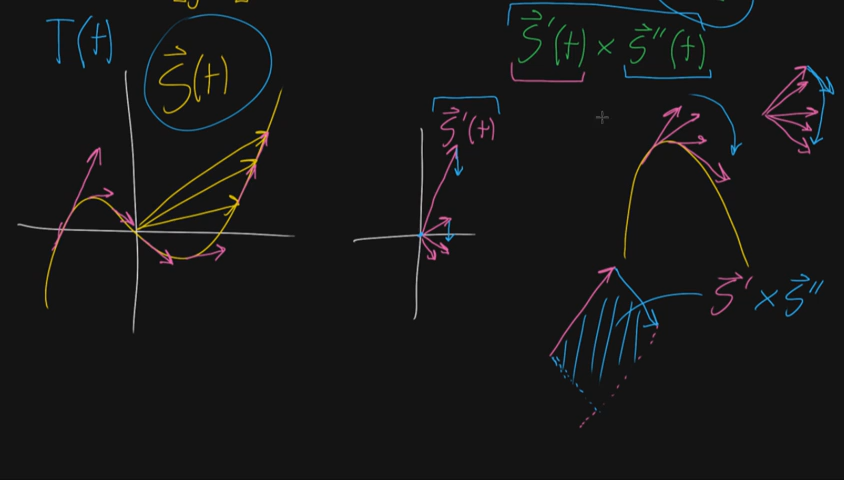 T(t)
S⃗(t)
S⃗'(t) × S⃗''(t)
S⃗'(t)
S⃗' × S⃗''